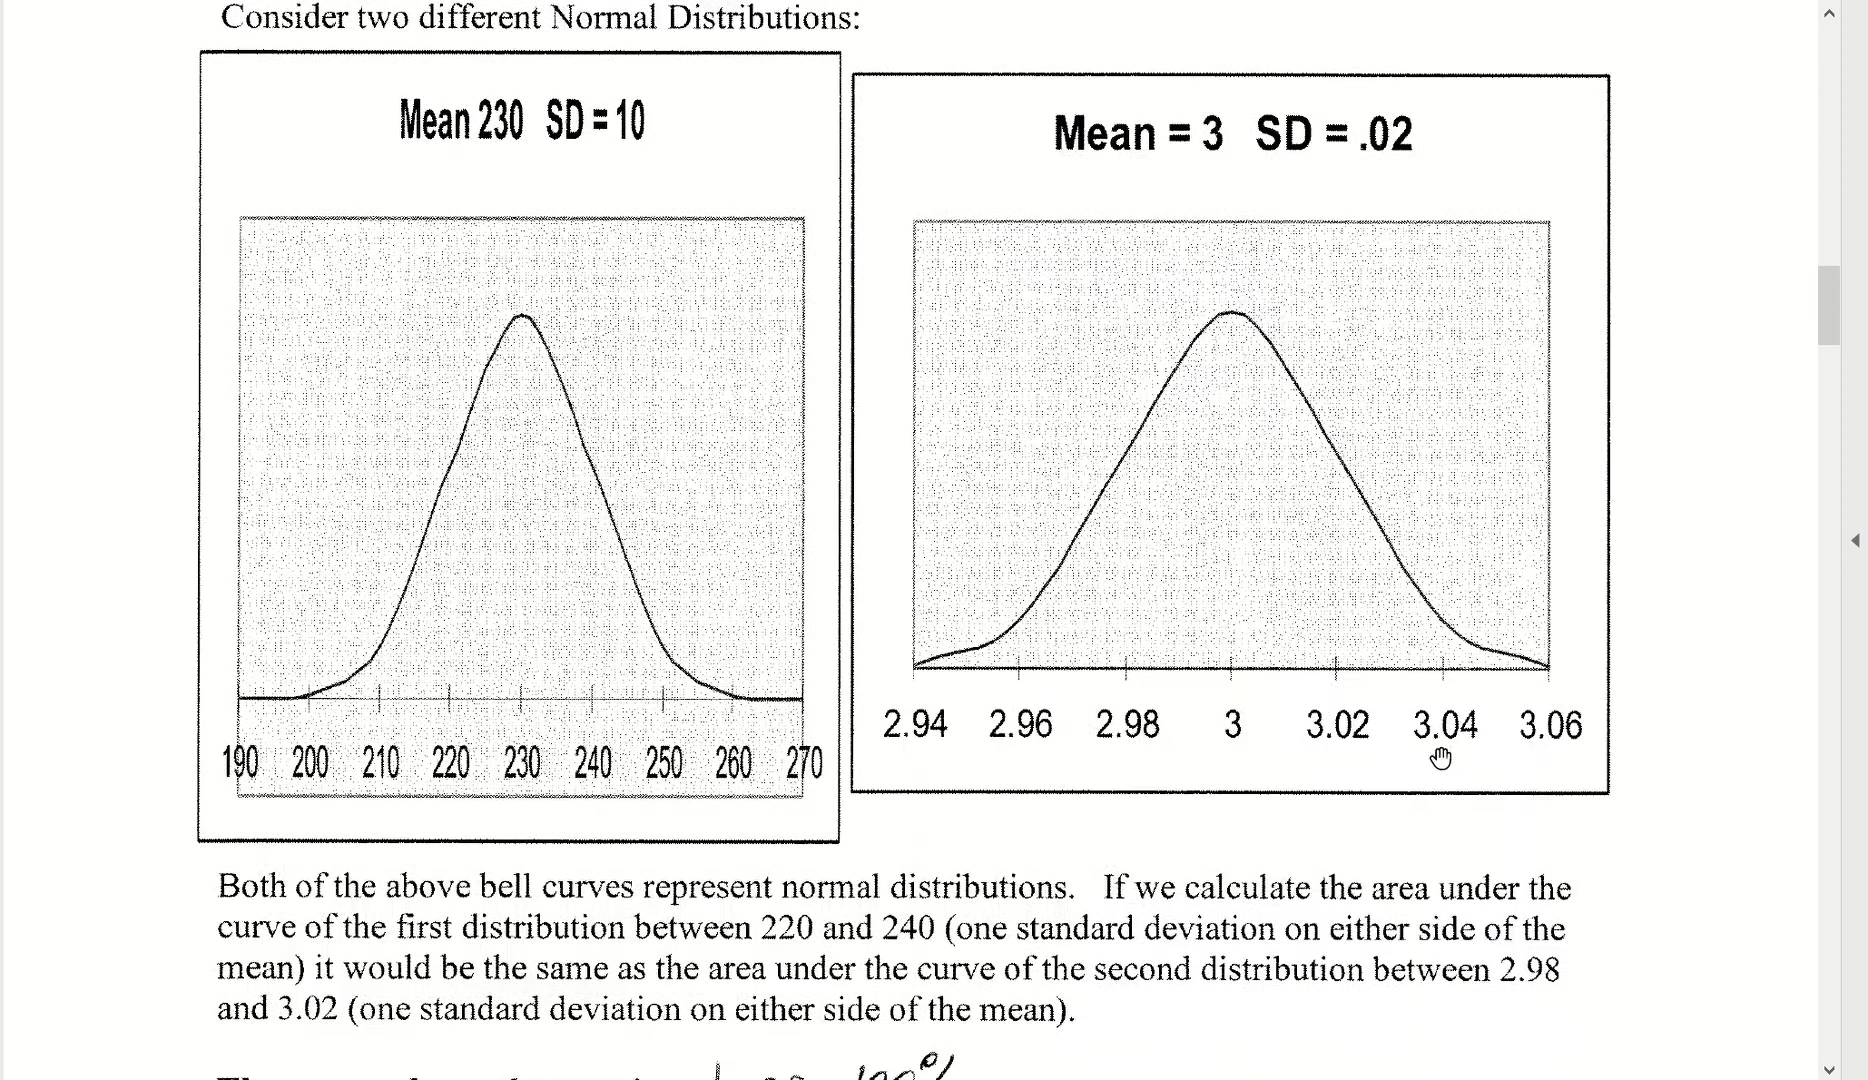 Consider two different Normal Distributions:
Mean 230 SD = 10
190 200 210 220 230 240 250 260 270
Mean = 3 SD = .02
2.94 2.96 2.98 3 3.02 3.04 3.06
Both of the above bell curves represent normal distributions. If we calculate the area under the
curve of the first distribution between 220 and 240 (one standard deviation on either side of the
mean) it would be the same as the area under the curve of the second distribution between 2.98
and 3.02 (one standard deviation on either side of the mean).